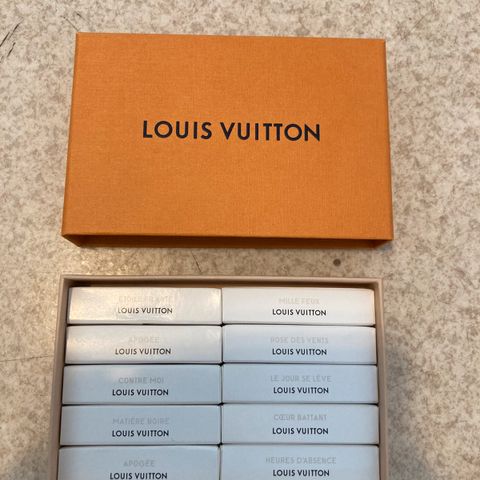 LOUIS VUITTON
ÉTOILE FILANTE
LOUIS VUITTON
MILLE FEUX
LOUIS VUITTON
APOGÉE
LOUIS VUITTON
ROSE DES VENTS
LOUIS VUITTON
CONTRE MOI
LOUIS VUITTON
LE JOUR SE LÈVE
LOUIS VUITTON
MATIÈRE NOIRE
LOUIS VUITTON
CŒUR BATTANT
LOUIS VUITTON
APOGÉE
LOUIS VUITTON
HEURES D'ABSENCE
LOUIS VUITTON